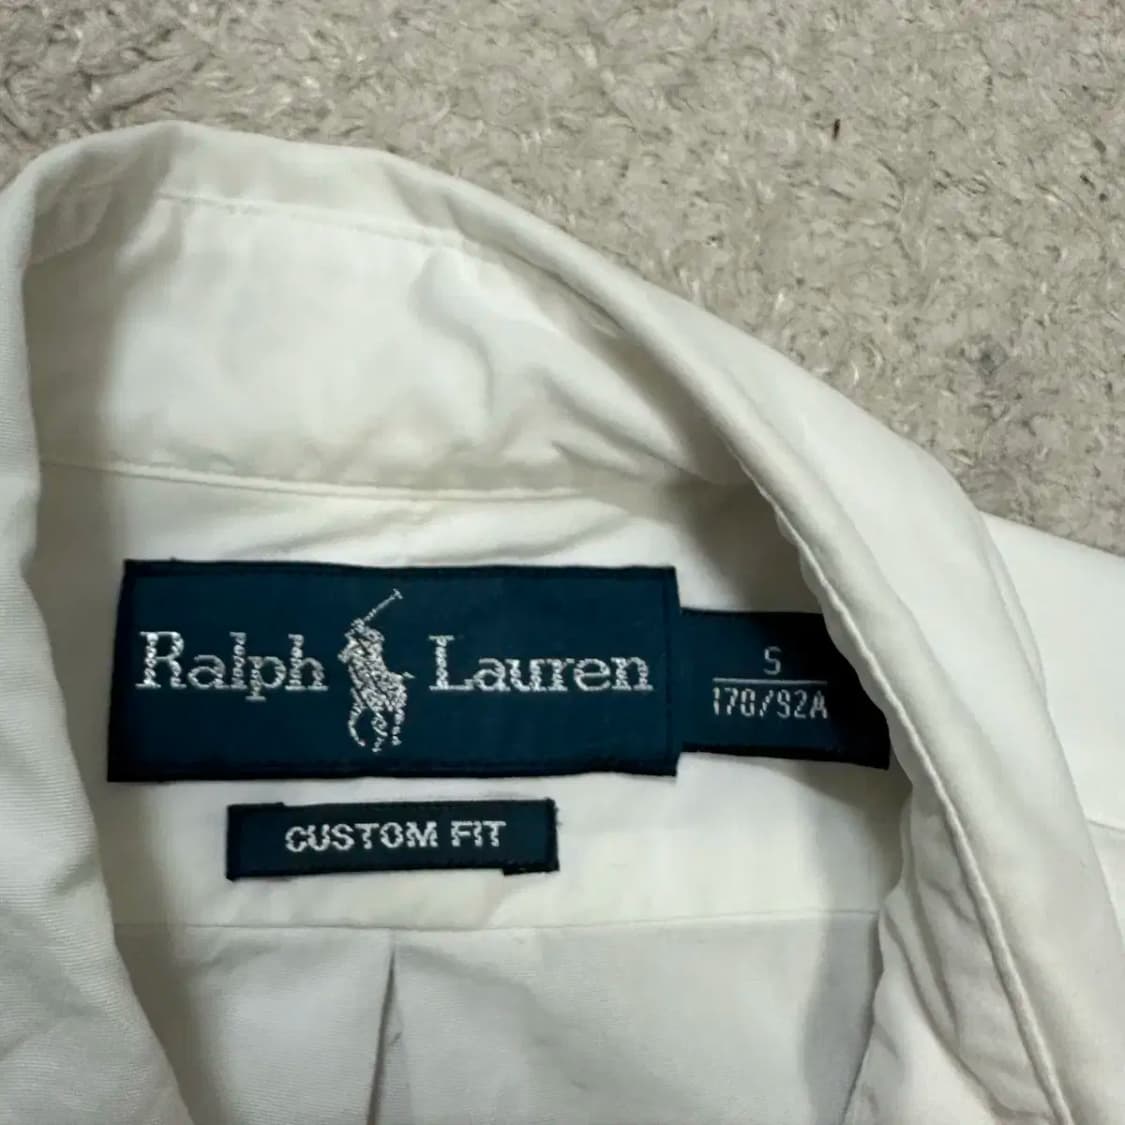 Ralph Lauren
S
170/92A
CUSTOM FIT